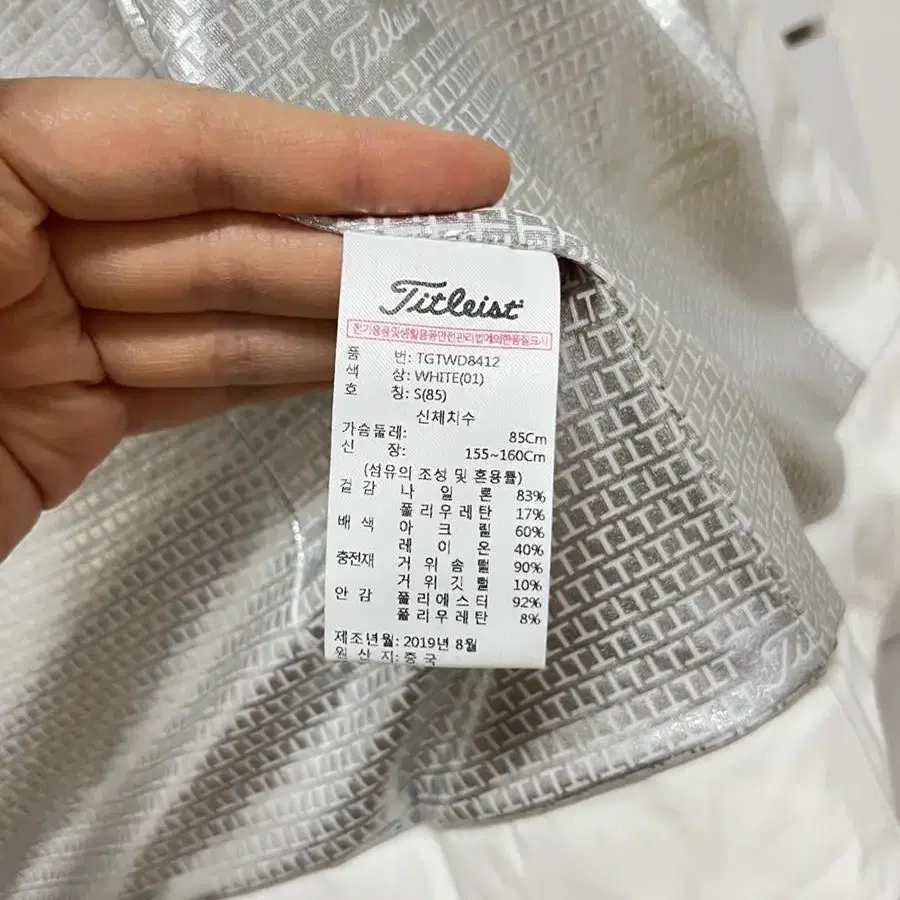 Titleist
Titleist
전기용품및생활용품안전관리법에의한품질표시
품 번: TGTWD8412
색 상: WHITE(01)
호 칭: S(85)
신체치수
가슴둘레: 85Cm
신 장: 155~160Cm
(섬유의 조성 및 혼용률)
겉감 나일론 83%
폴리우레탄 17%
배색 아크릴 60%
레이온 40%
충전재 거위솜털 90%
거위깃털 10%
안감 폴리에스터 92%
폴리우레탄 8%
제조년월: 2019년 8월
원산지: 중국